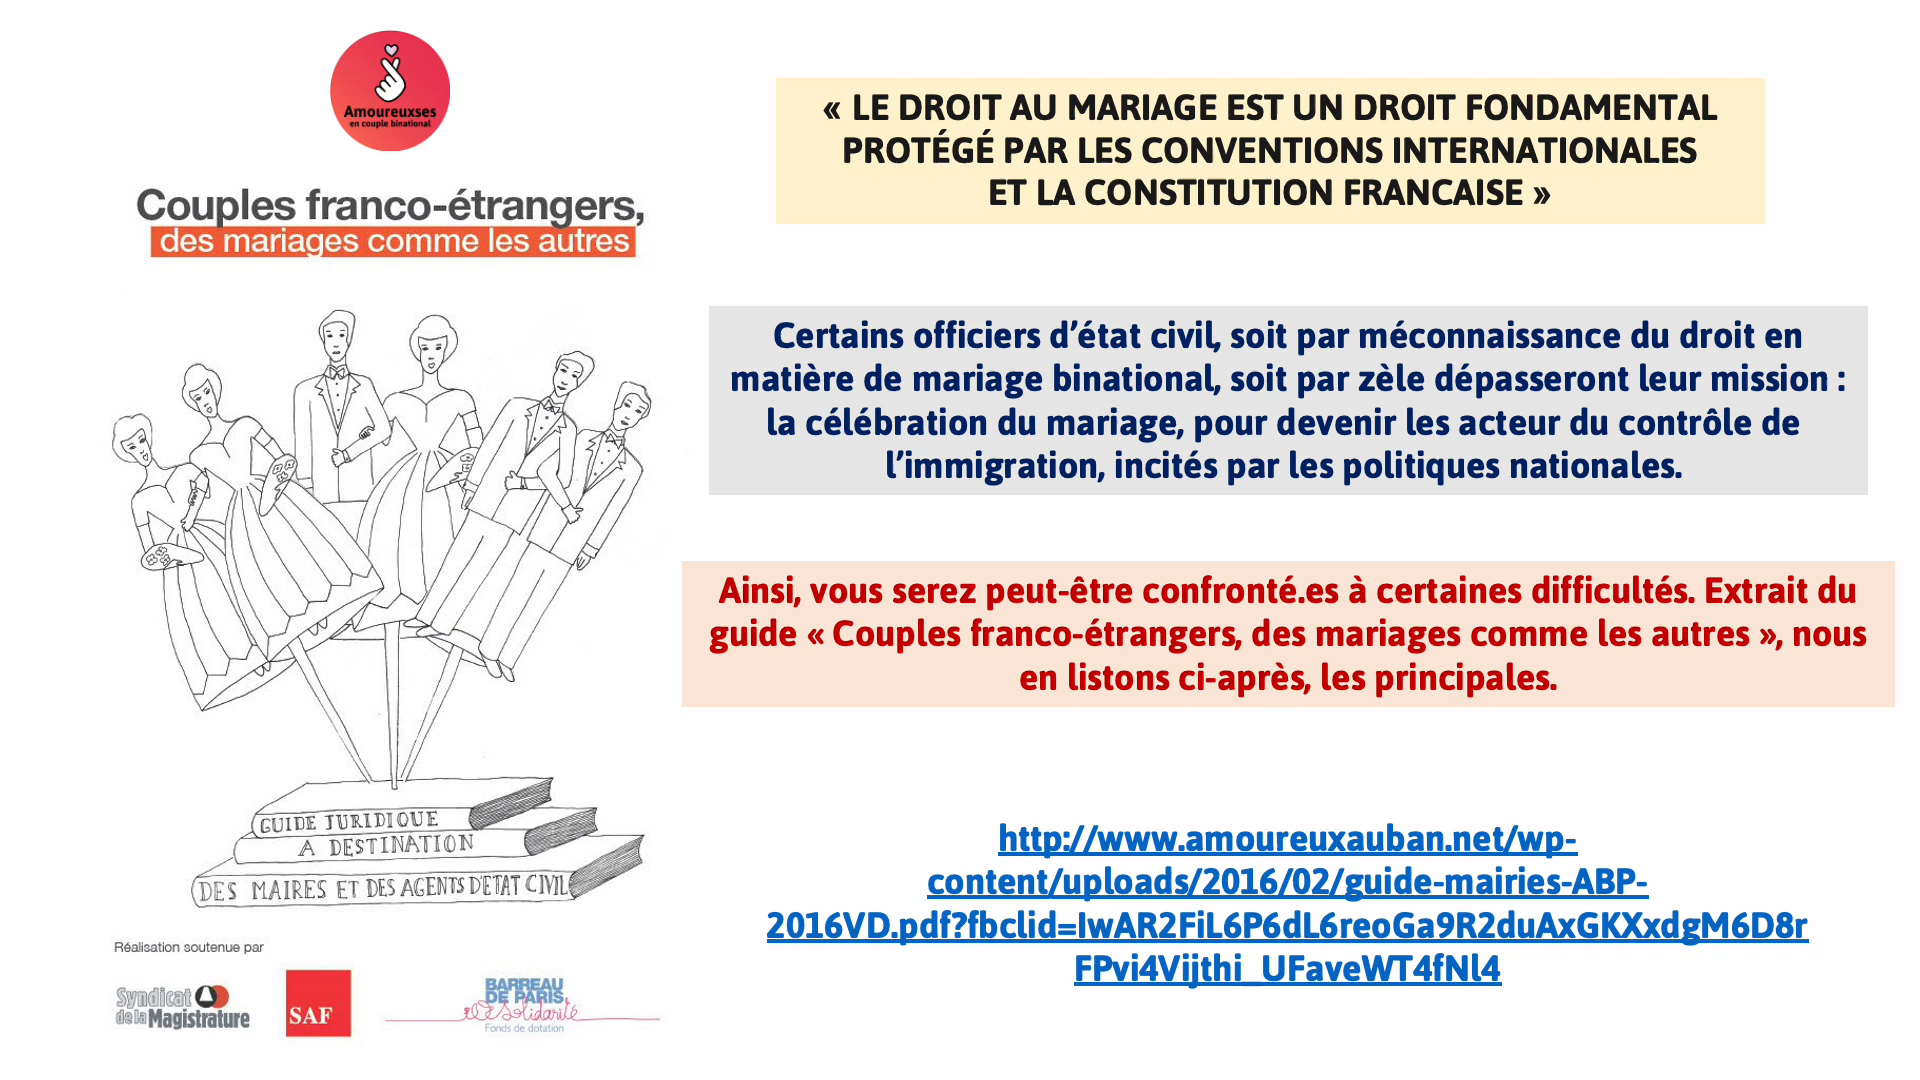 Amoureuxses
en couple binational
Couples franco-étrangers,
des mariages comme les autres
GUIDE JURIDIQUE
A DESTINATION
DES MAIRES ET DES AGENTS D'ETAT CIVIL
Réalisation soutenue par
Syndicat
de la Magistrature
SAF
BARREAU
DE PARIS
Solidarité
Fonds de dotation
« LE DROIT AU MARIAGE EST UN DROIT FONDAMENTAL
PROTÉGÉ PAR LES CONVENTIONS INTERNATIONALES
ET LA CONSTITUTION FRANCAISE »
Certains officiers d’état civil, soit par méconnaissance du droit en
matière de mariage binational, soit par zèle dépasseront leur mission :
la célébration du mariage, pour devenir les acteur du contrôle de
l’immigration, incités par les politiques nationales.
Ainsi, vous serez peut-être confronté.es à certaines difficultés. Extrait du
guide « Couples franco-étrangers, des mariages comme les autres », nous
en listons ci-après, les principales.
http://www.amoureuxauban.net/wp-
content/uploads/2016/02/guide-mairies-ABP-
2016VD.pdf?fbclid=IwAR2FiL6P6dL6reoGa9R2duAxGKXxdgM6D8r
FPvi4Vijthi_UFaveWT4fNl4